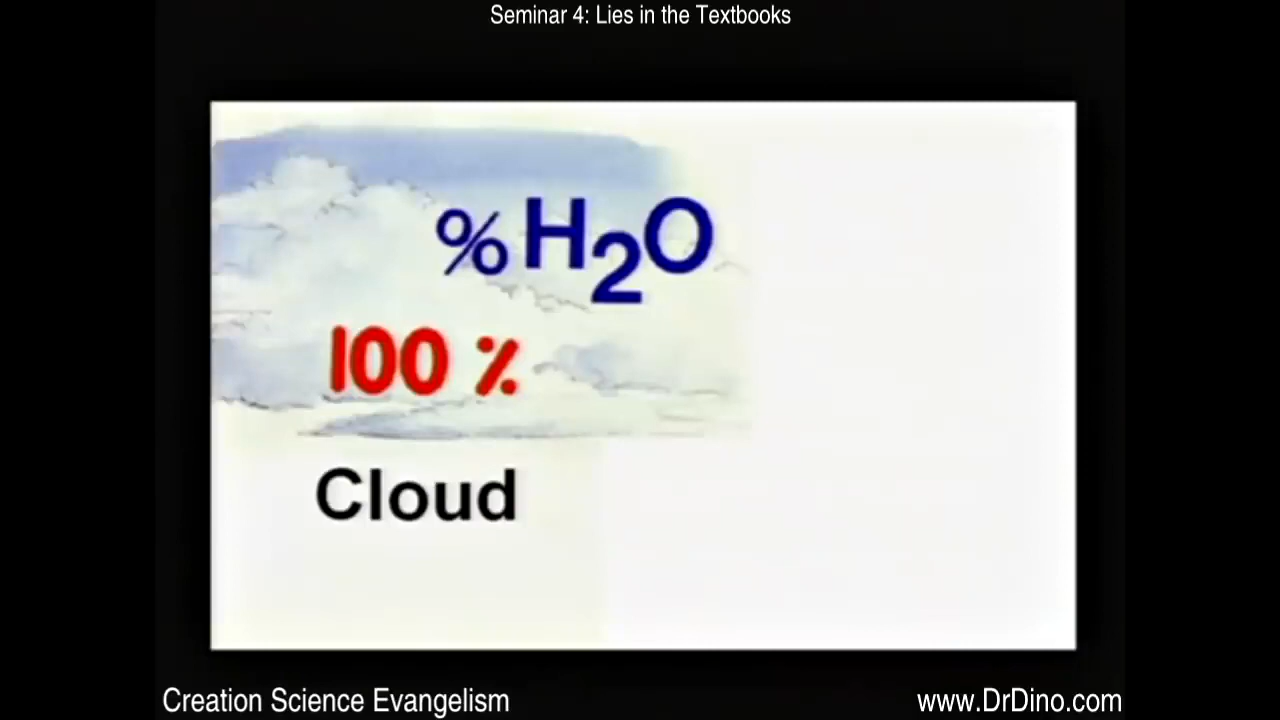 Seminar 4: Lies in the Textbooks
% H2O
100 %
Cloud
Creation Science Evangelism
www.DrDino.com